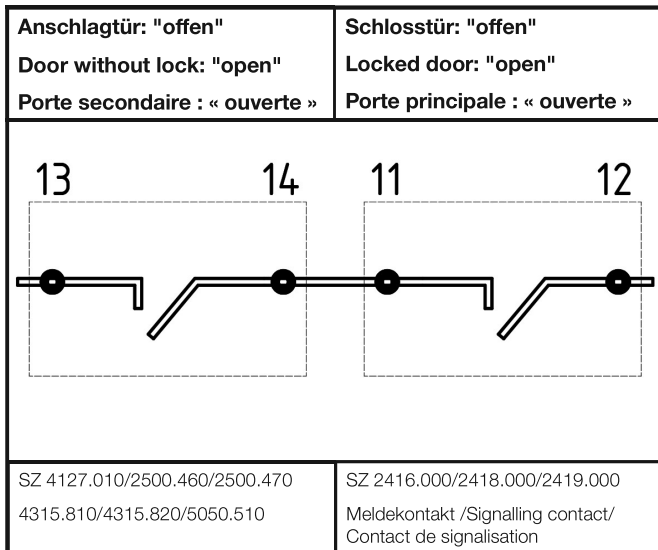 Anschlagtür: "offen"
Door without lock: "open"
Porte secondaire : « ouverte »
Schlosstür: "offen"
Locked door: "open"
Porte principale : « ouverte »
13 14 11 12
SZ 4127.010/2500.460/2500.470
4315.810/4315.820/5050.510
SZ 2416.000/2418.000/2419.000
Meldekontakt /Signalling contact/
Contact de signalisation